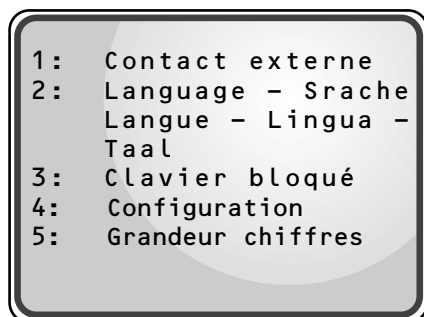 1: Contact externe
2: Language – Srache
Langue – Lingua –
Taal
3: Clavier bloqué
4: Configuration
5: Grandeur chiffres